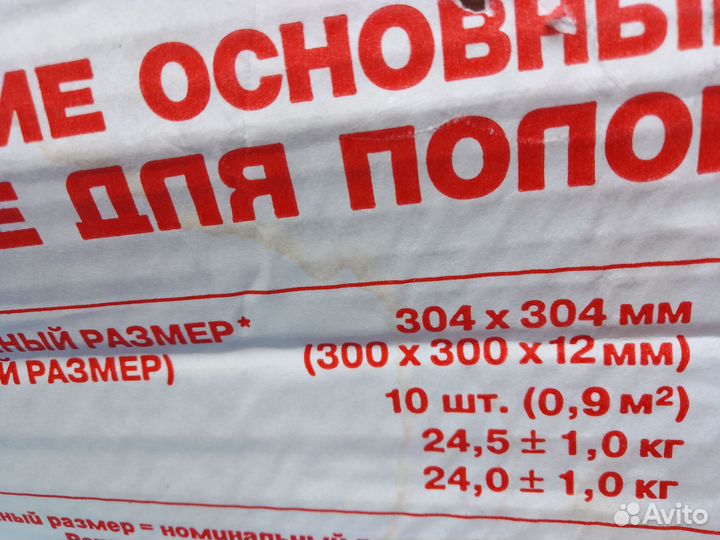 ИЕ ОСНОВНЫ
Е ДЛЯ ПОЛО
НЫЙ РАЗМЕР* 304 x 304 мм
Й РАЗМЕР) (300 x 300 x 12 мм)
10 шт. (0,9 м²)
24,5 ± 1,0 кг
24,0 ± 1,0 кг
ный размер = номинальный
Avito